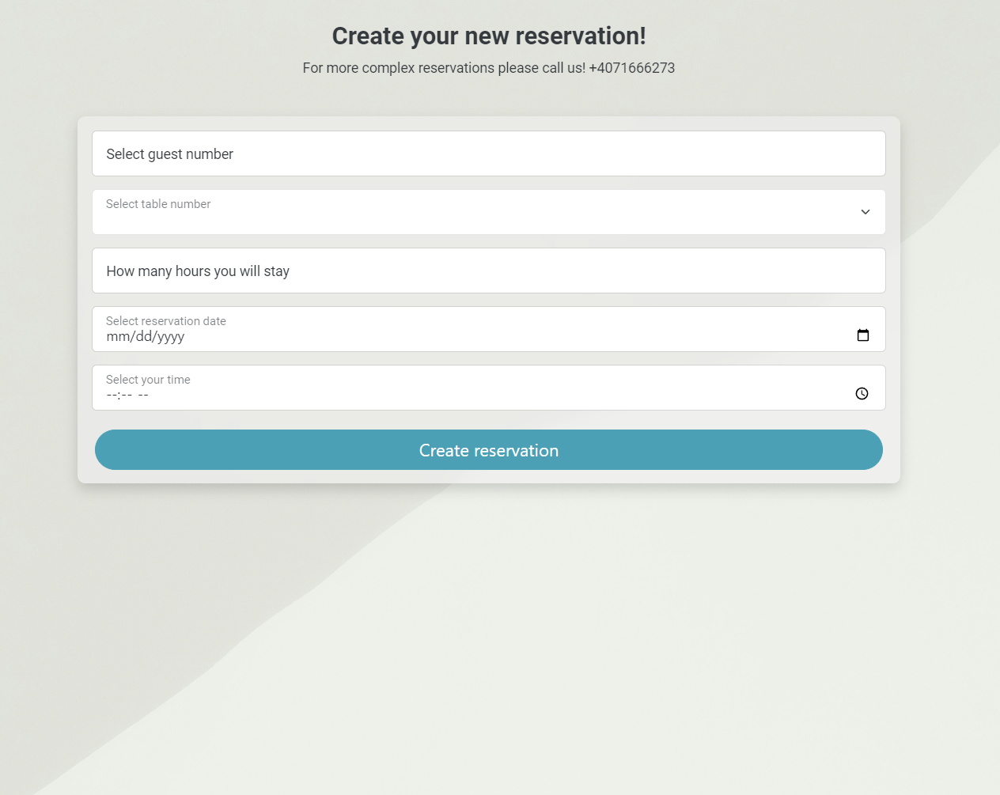 Create your new reservation!
For more complex reservations please call us! +4071666273
Select guest number
Select table number
How many hours you will stay
Select reservation date
mm/dd/yyyy
Select your time
--:-- --
Create reservation